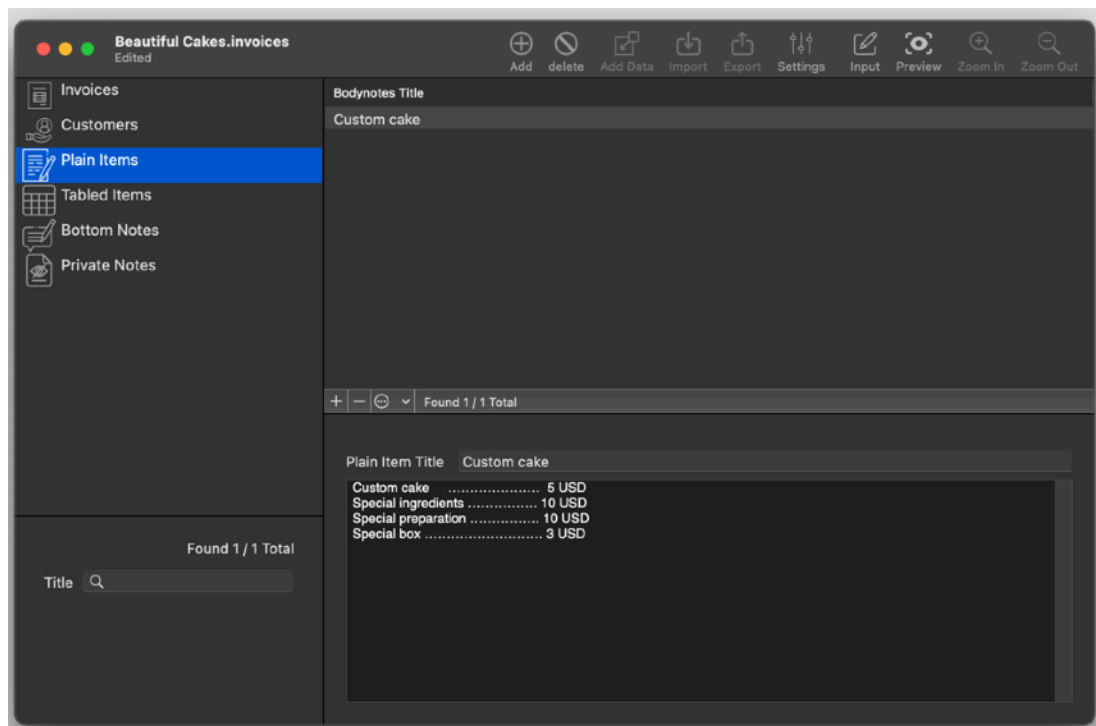 Beautiful Cakes.invoices
Edited
Add delete Add Data Import Export Settings Input Preview Zoom In Zoom Out
Invoices
Customers
Plain Items
Tabled Items
Bottom Notes
Private Notes
Found 1 / 1 Total
Title
Bodynotes Title
Custom cake
Found 1 / 1 Total
Plain Item Title Custom cake
Custom cake ..................... 5 USD
Special ingredients ................ 10 USD
Special preparation ................ 10 USD
Special box ........................... 3 USD